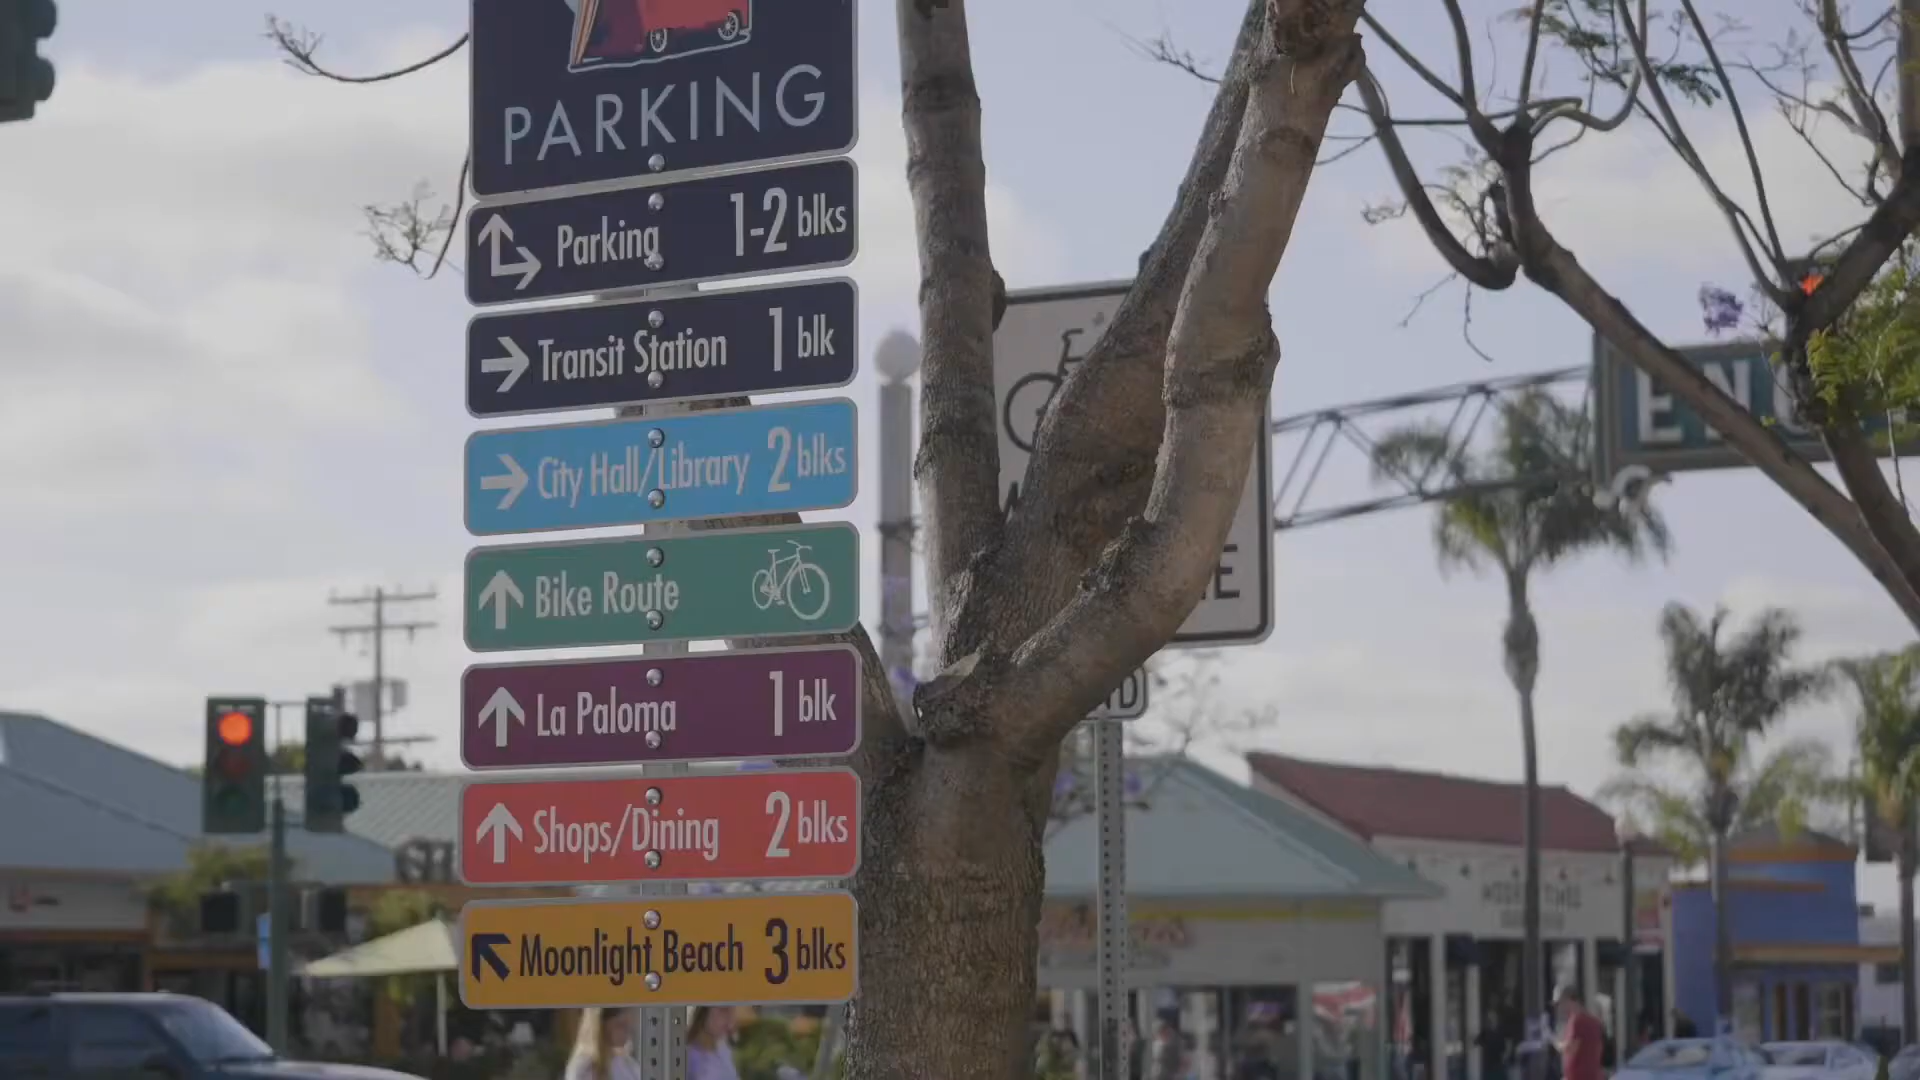 PARKING
Parking 1-2 blks
Transit Station 1 blk
City Hall/Library 2 blks
Bike Route
La Paloma 1 blk
Shops/Dining 2 blks
Moonlight Beach 3 blks